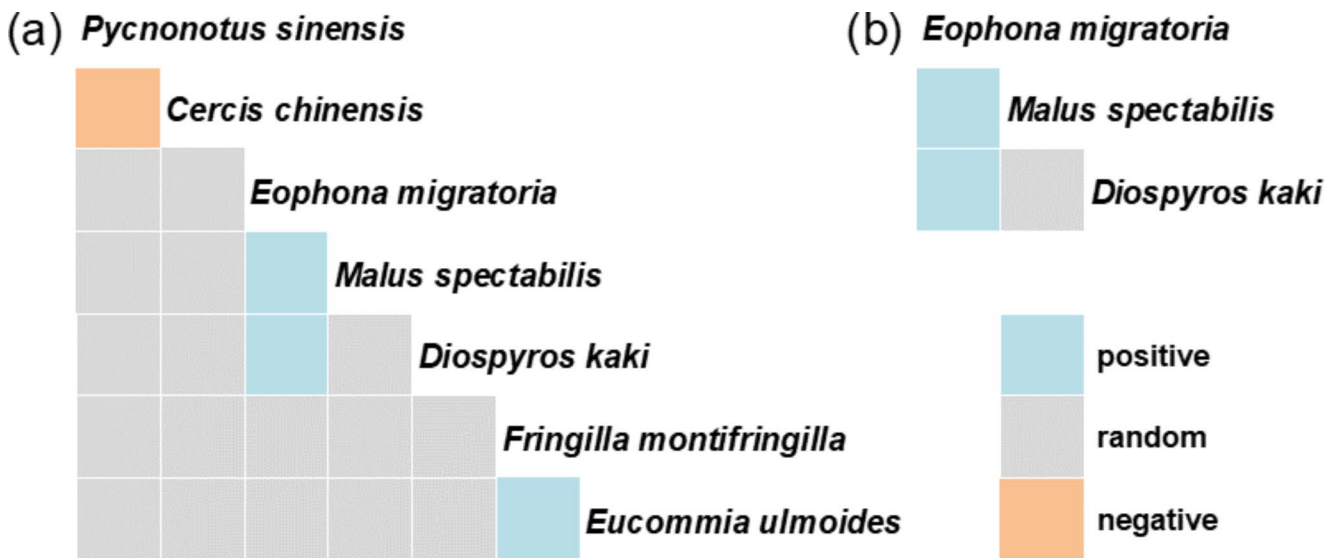 (a) Pycnonotus sinensis
Cercis chinensis
Eophona migratoria
Malus spectabilis
Diospyros kaki
Fringilla montifringilla
Eucommia ulmoides
(b) Eophona migratoria
Malus spectabilis
Diospyros kaki
positive
random
negative